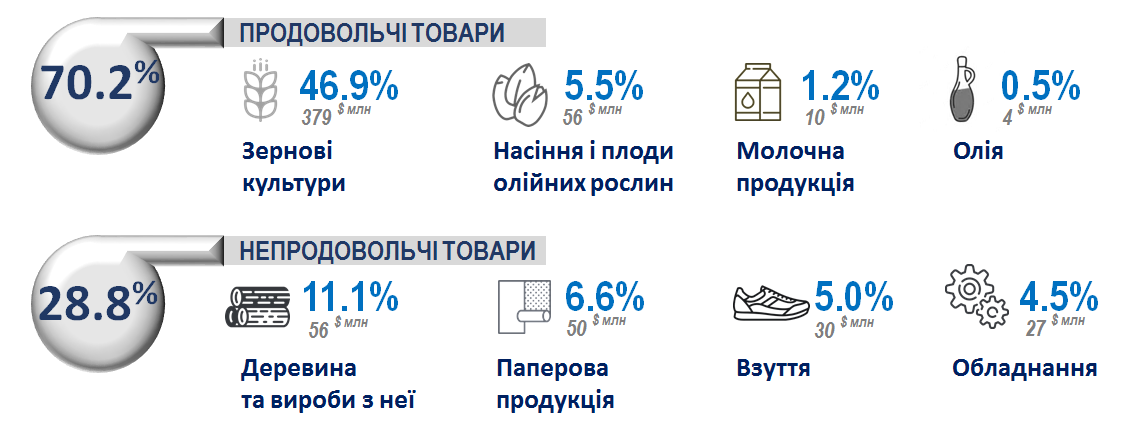 ПРОДОВОЛЬЧІ ТОВАРИ
70.2%
46.9%
379 $ млн
Зернові
культури
5.5%
56 $ млн
Насіння і плоди
олійних рослин
1.2%
10 $ млн
Молочна
продукція
0.5%
4 $ млн
Олія
НЕПРОДОВОЛЬЧІ ТОВАРИ
28.8%
11.1%
56 $ млн
Деревина
та вироби з неї
6.6%
50 $ млн
Паперова
продукція
5.0%
30 $ млн
Взуття
4.5%
27 $ млн
Обладнання